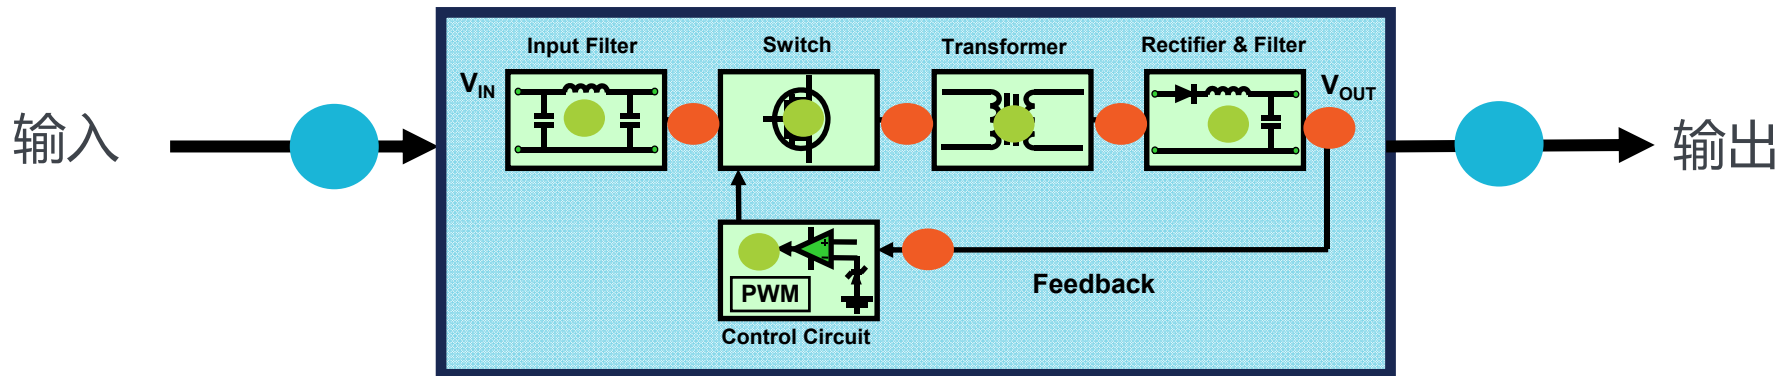 输入
Input Filter
Switch
Transformer
Rectifier & Filter
VIN
VOUT
输出
+
−
PWM
Feedback
Control Circuit